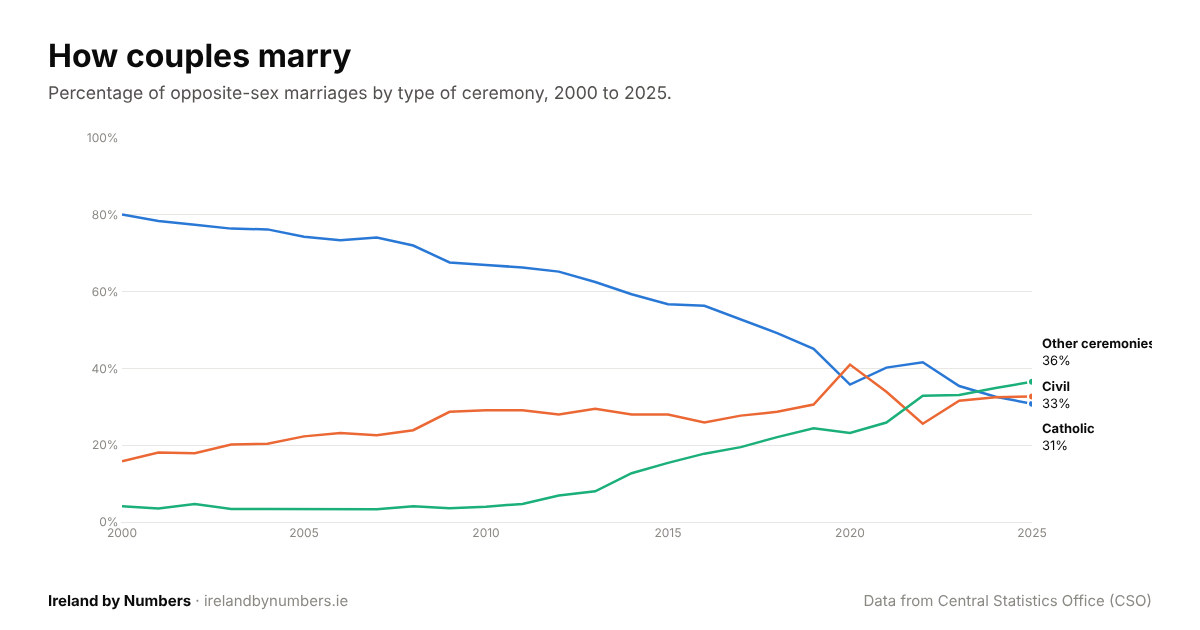 How couples marry
Percentage of opposite-sex marriages by type of ceremony, 2000 to 2025.
100%
80%
60%
40%
20%
0%
Other ceremonies
36%
Civil
33%
Catholic
31%
2000 2005 2010 2015 2020 2025
Ireland by Numbers · irelandbynumbers.ie
Data from Central Statistics Office (CSO)